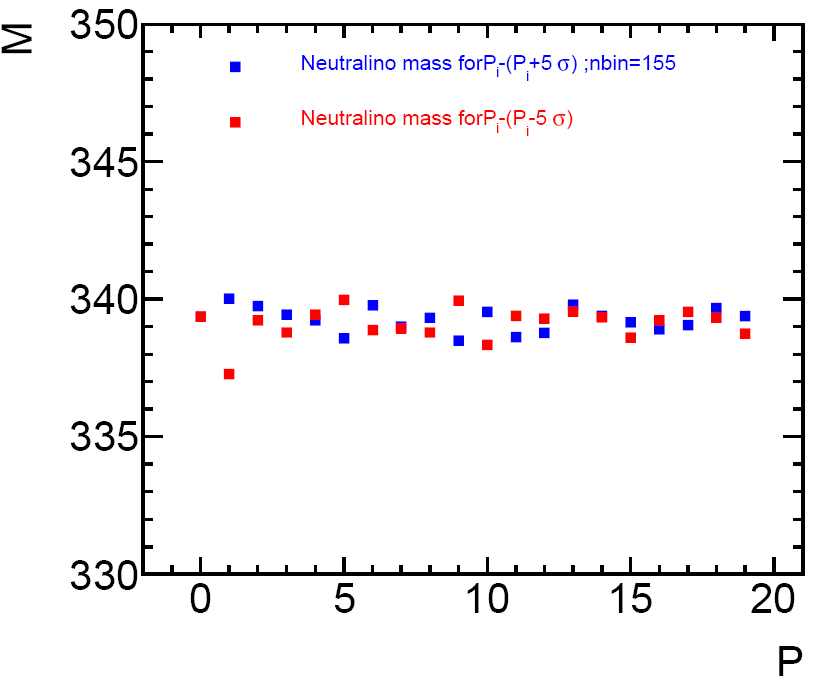 M
350
Neutralino mass forPi-(Pi+5 σ) ;nbin=155
Neutralino mass forPi-(Pi-5 σ)
345
340
335
330
0 5 10 15 20
P